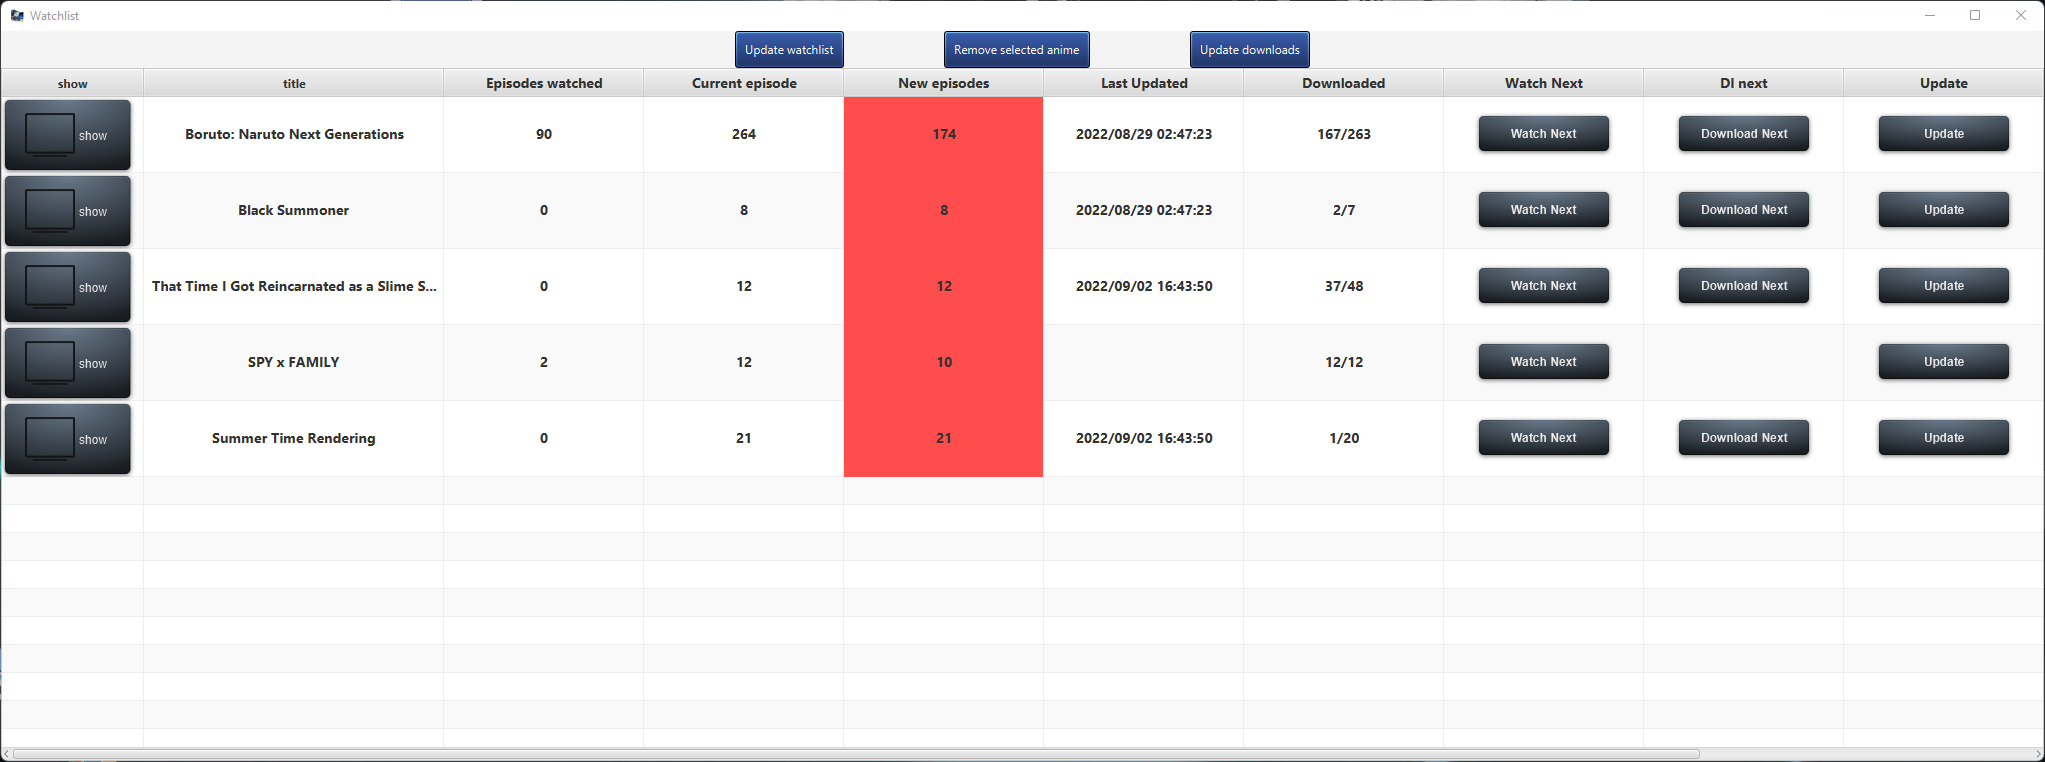 Watchlist
Update watchlist Remove selected anime Update downloads
show title Episodes watched Current episode New episodes Last Updated Downloaded Watch Next Dl next Update
show Boruto: Naruto Next Generations 90 264 174 2022/08/29 02:47:23 167/263 Watch Next Download Next Update
show Black Summoner 0 8 8 2022/08/29 02:47:23 2/7 Watch Next Download Next Update
show That Time I Got Reincarnated as a Slime S... 0 12 12 2022/09/02 16:43:50 37/48 Watch Next Download Next Update
show SPY x FAMILY 2 12 10 12/12 Watch Next Update
show Summer Time Rendering 0 21 21 2022/09/02 16:43:50 1/20 Watch Next Download Next Update